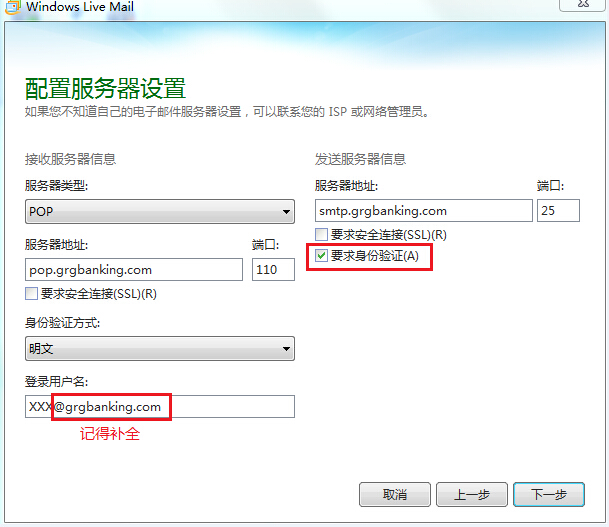 Windows Live Mail
配置服务器设置
如果您不知道自己的电子邮件服务器设置，可以联系您的 ISP 或网络管理员。
接收服务器信息
服务器类型:
POP
服务器地址:
端口:
pop.grgbanking.com
110
要求安全连接(SSL)(R)
身份验证方式:
明文
登录用户名:
XXX@grgbanking.com
记得补全
发送服务器信息
服务器地址:
端口:
smtp.grgbanking.com
25
要求安全连接(SSL)(R)
要求身份验证(A)
取消
上一步
下一步